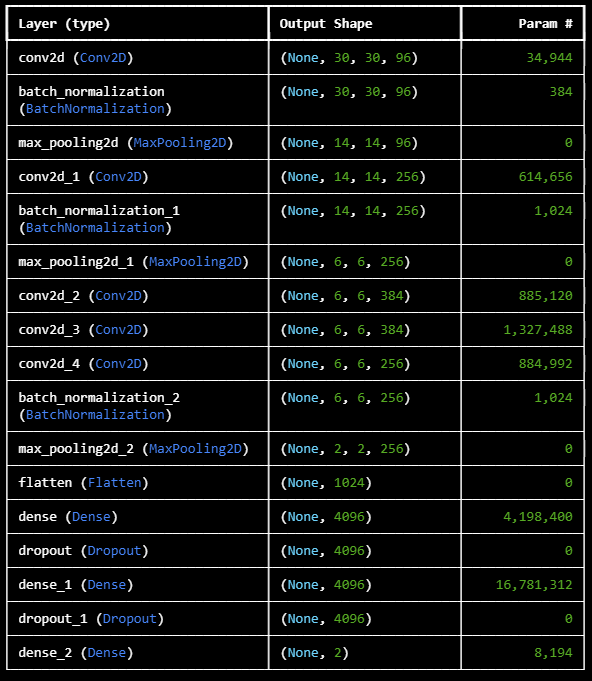 Layer (type) Output Shape Param #
conv2d (Conv2D) (None, 30, 30, 96) 34,944
batch_normalization (None, 30, 30, 96) 384
(BatchNormalization)
max_pooling2d (MaxPooling2D) (None, 14, 14, 96) 0
conv2d_1 (Conv2D) (None, 14, 14, 256) 614,656
batch_normalization_1 (None, 14, 14, 256) 1,024
(BatchNormalization)
max_pooling2d_1 (MaxPooling2D) (None, 6, 6, 256) 0
conv2d_2 (Conv2D) (None, 6, 6, 384) 885,120
conv2d_3 (Conv2D) (None, 6, 6, 384) 1,327,488
conv2d_4 (Conv2D) (None, 6, 6, 256) 884,992
batch_normalization_2 (None, 6, 6, 256) 1,024
(BatchNormalization)
max_pooling2d_2 (MaxPooling2D) (None, 2, 2, 256) 0
flatten (Flatten) (None, 1024) 0
dense (Dense) (None, 4096) 4,198,400
dropout (Dropout) (None, 4096) 0
dense_1 (Dense) (None, 4096) 16,781,312
dropout_1 (Dropout) (None, 4096) 0
dense_2 (Dense) (None, 2) 8,194